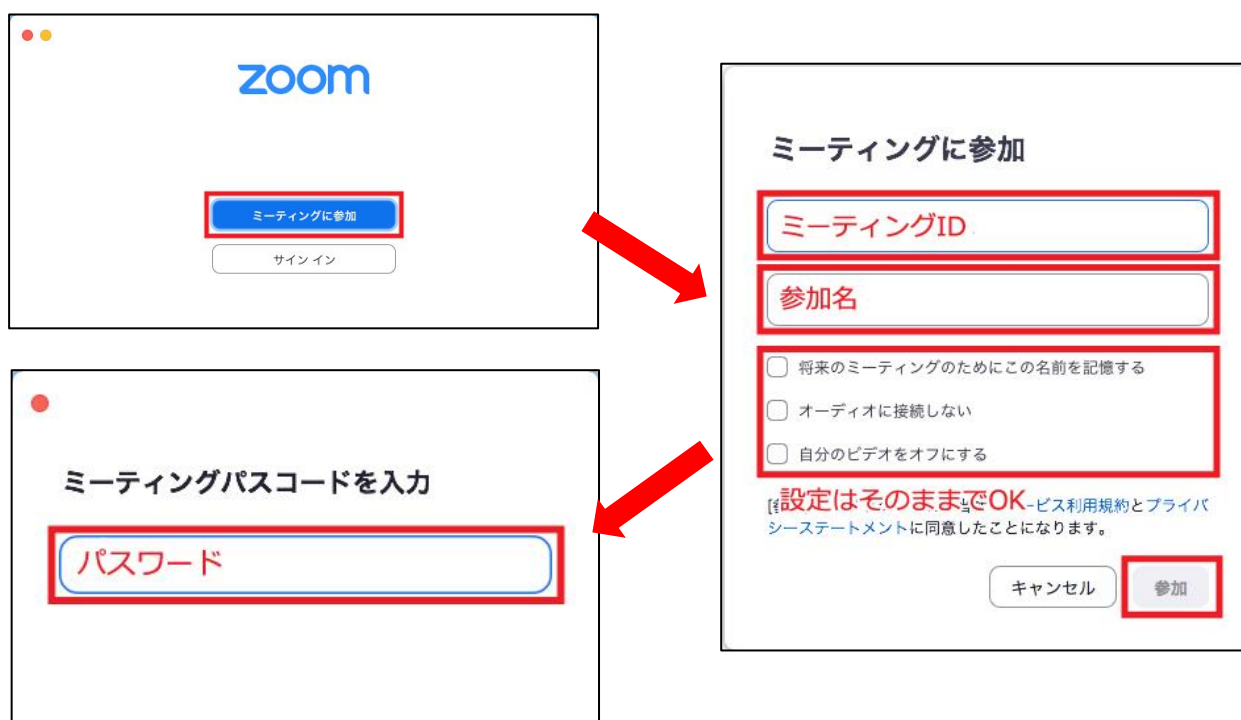 zoom
ミーティングに参加
サイン イン
ミーティングに参加
ミーティングID
参加名
将来のミーティングのためにこの名前を記憶する
オーディオに接続しない
自分のビデオをオフにする
設定はそのままでOK
ービス利用規約とプライバ
シーステートメントに同意したことになります。
キャンセル
参加
ミーティングパスコードを入力
パスワード